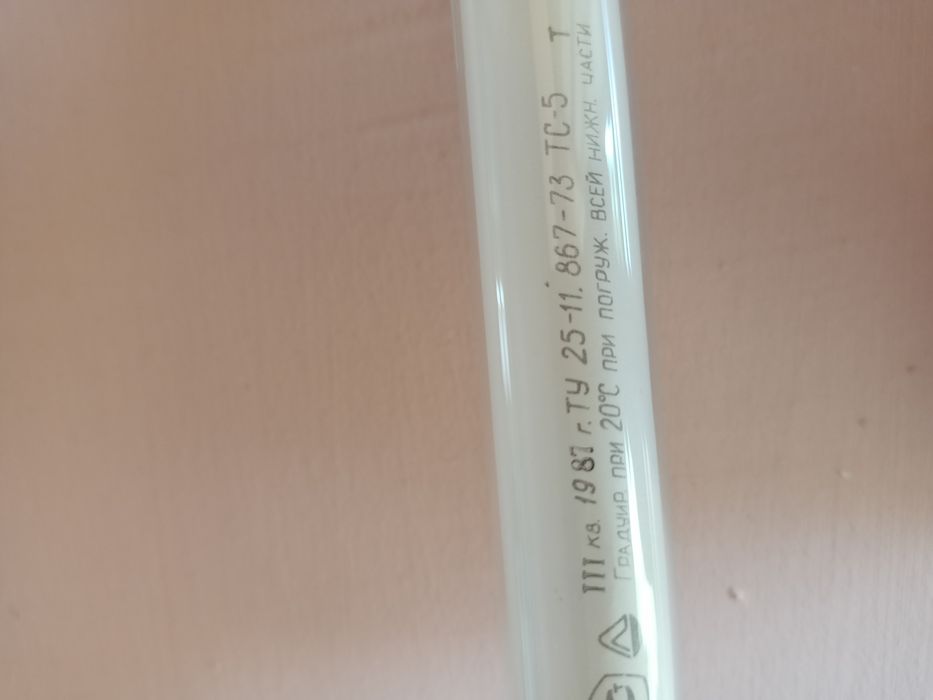 III кв. 1987 г. ТУ 25-11. 867-73 ТС-5 Т
ГРАДУИР. ПРИ 20°С ПРИ ПОГРУЖ. ВСЕЙ НИЖН. ЧАСТИ